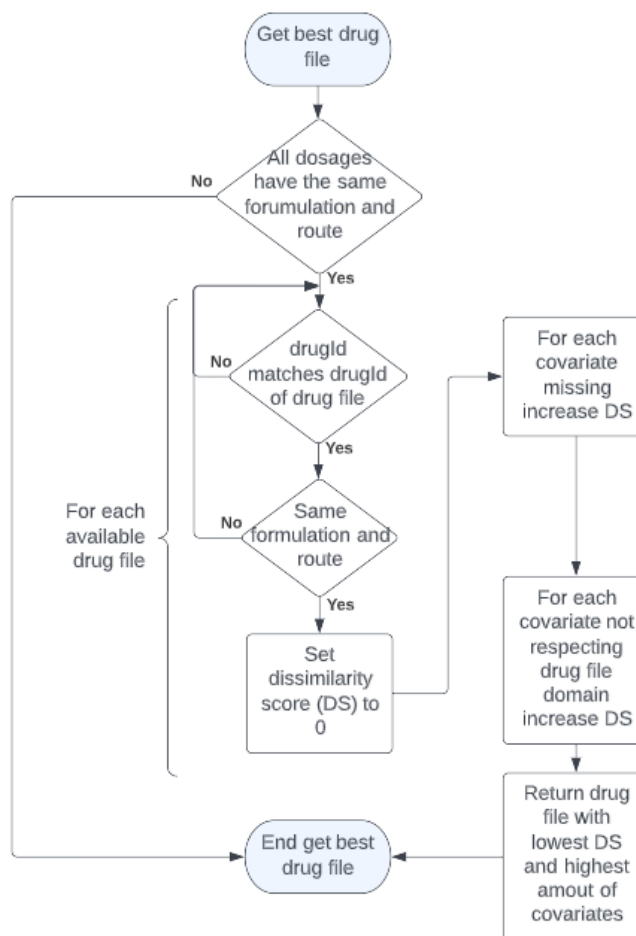 Get best drug
file
All dosages
have the same
forumulation and
route
No
Yes
drugId
matches drugId
of drug file
No
Yes
Same
formulation and
route
No
Yes
For each
available
drug file
Set
dissimilarity
score (DS) to
0
For each
covariate
missing
increase DS
For each
covariate not
respecting
drug file
domain
increase DS
Return drug
file with
lowest DS
and highest
amout of
covariates
End get best
drug file